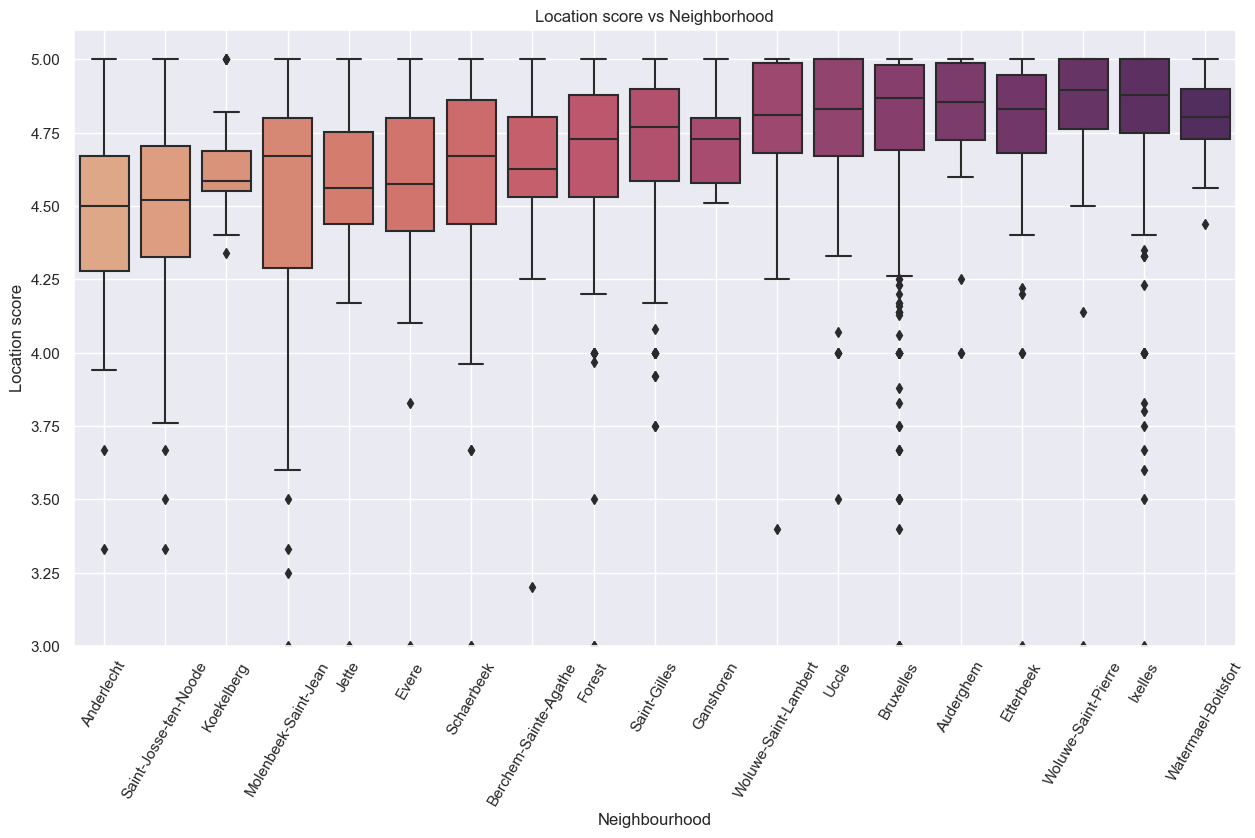 Location score vs Neighborhood
5.00
4.75
4.50
4.25
4.00
3.75
3.50
3.25
3.00
Location score
Anderlecht
Saint-Josse-ten-Noode
Koekelberg
Molenbeek-Saint-Jean
Jette
Evere
Schaerbeek
Berchem-Sainte-Agathe
Forest
Saint-Gilles
Ganshoren
Woluwe-Saint-Lambert
Uccle
Bruxelles
Auderghem
Etterbeek
Woluwe-Saint-Pierre
Ixelles
Watermael-Boitsfort
Neighbourhood